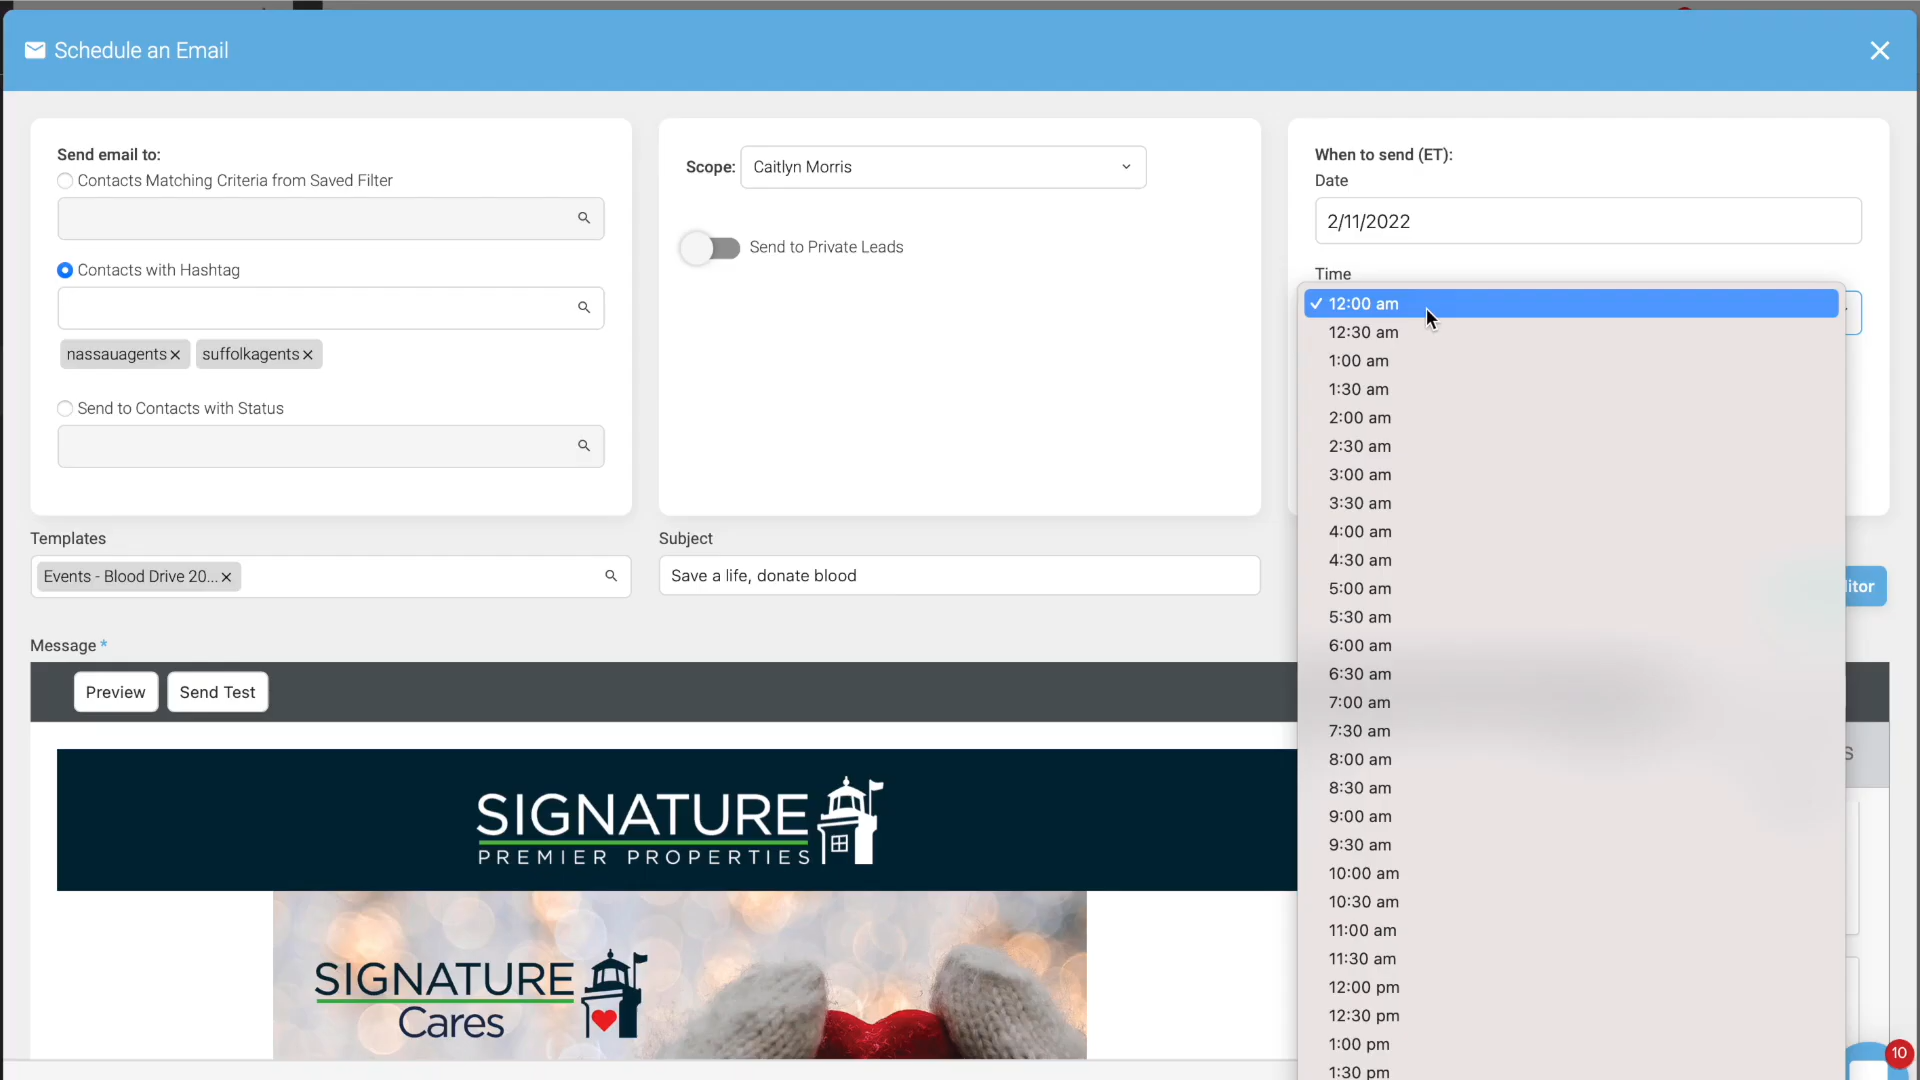 Schedule an Email
Send email to:
Contacts Matching Criteria from Saved Filter
Contacts with Hashtag
nassauagents
suffolkagents
Send to Contacts with Status
Scope:
Caitlyn Morris
Send to Private Leads
When to send (ET):
Date
2/11/2022
Time
12:00 am
12:30 am
1:00 am
1:30 am
2:00 am
2:30 am
3:00 am
3:30 am
4:00 am
4:30 am
5:00 am
5:30 am
6:00 am
6:30 am
7:00 am
7:30 am
8:00 am
8:30 am
9:00 am
9:30 am
10:00 am
10:30 am
11:00 am
11:30 am
12:00 pm
12:30 pm
1:00 pm
1:30 pm
Templates
Events - Blood Drive 20...
Subject
Save a life, donate blood
itor
Message *
Preview
Send Test
S
SIGNATURE
PREMIER PROPERTIES
SIGNATURE
Cares
10